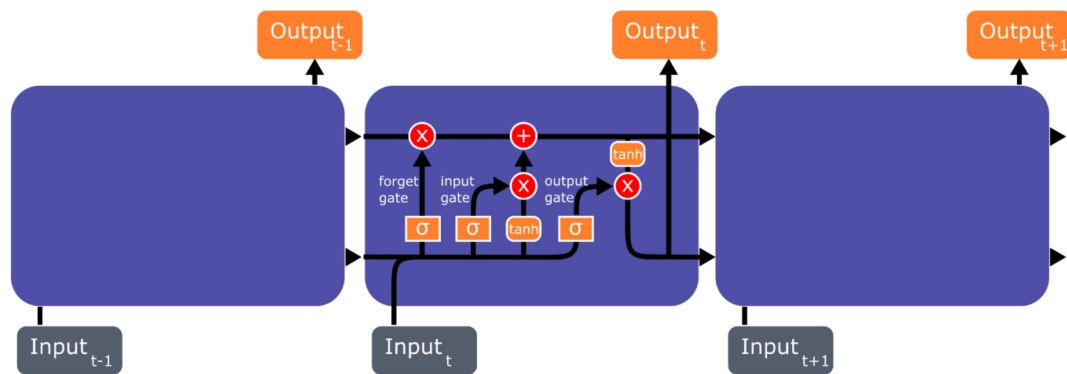 Output t-1
Output t
Output t+1
x
+
tanh
forget gate
input gate
x
output gate
x
σ
σ
tanh
σ
Input t-1
Input t
Input t+1